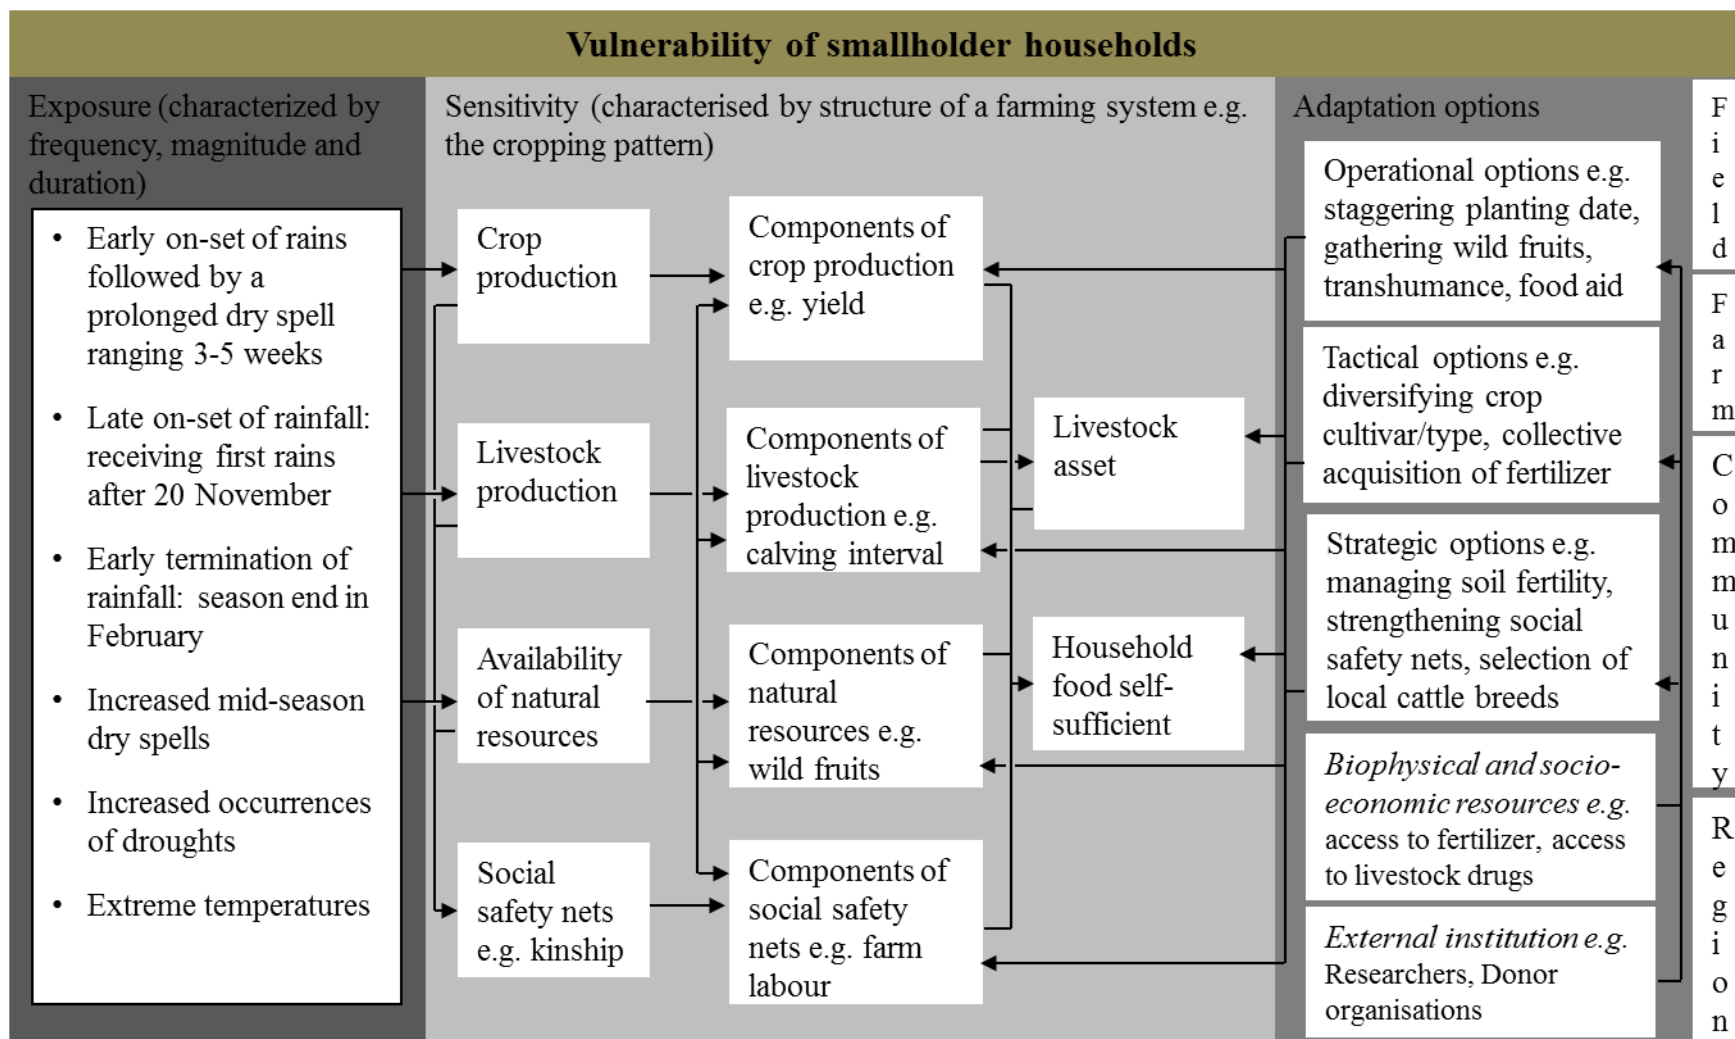 Vulnerability of smallholder households
Exposure (characterized by
frequency, magnitude and
duration)
• Early on-set of rains
followed by a
prolonged dry spell
ranging 3-5 weeks
• Late on-set of rainfall:
receiving first rains
after 20 November
• Early termination of
rainfall: season end in
February
• Increased mid-season
dry spells
• Increased occurrences
of droughts
• Extreme temperatures
Sensitivity (characterised by structure of a farming system e.g.
the cropping pattern)
Crop
production
Livestock
production
Availability
of natural
resources
Social
safety nets
e.g. kinship
Components of
crop production
e.g. yield
Components of
livestock
production e.g.
calving interval
Components of
natural
resources e.g.
wild fruits
Components of
social safety
nets e.g. farm
labour
Livestock
asset
Household
food self-
sufficient
Adaptation options
Operational options e.g.
staggering planting date,
gathering wild fruits,
transhumance, food aid
Tactical options e.g.
diversifying crop
cultivar/type, collective
acquisition of fertilizer
Strategic options e.g.
managing soil fertility,
strengthening social
safety nets, selection of
local cattle breeds
Biophysical and socio-
economic resources e.g.
access to fertilizer, access
to livestock drugs
External institution e.g.
Researchers, Donor
organisations
Field
Farm
Community
Region